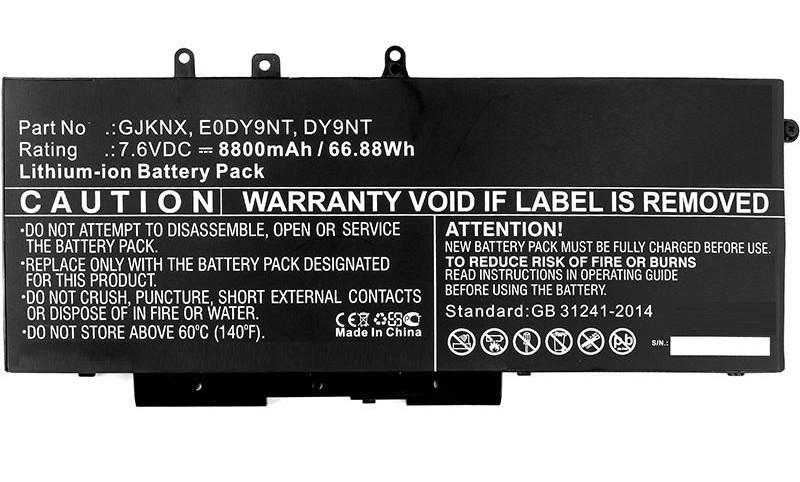 Part No .:GJKNX, E0DY9NT, DY9NT
Rating .:7.6VDC ⎓ 8800mAh / 66.88Wh
Lithium-ion Battery Pack
CAUTION
WARRANTY VOID IF LABEL IS REMOVED
•DO NOT ATTEMPT TO DISASSEMBLE, OPEN OR SERVICE
THE BATTERY PACK.
•REPLACE ONLY WITH THE BATTERY PACK DESIGNATED
FOR THIS PRODUCT.
•DO NOT CRUSH, PUNCTURE, SHORT EXTERNAL CONTACTS
OR DISPOSE OF IN FIRE OR WATER.
•DO NOT STORE ABOVE 60℃ (140℉)
CE
Made In China
ATTENTION!
NEW BATTERY PACK MUST BE FULLY CHARGED BEFORE USE.
TO REDUCE RISK OF FIRE OR BURNS
READ INSTRUCTIONS IN OPERATING GUIDE
BEFORE USING THE BATTERY.
Standard:GB 31241-2014
S/N.: